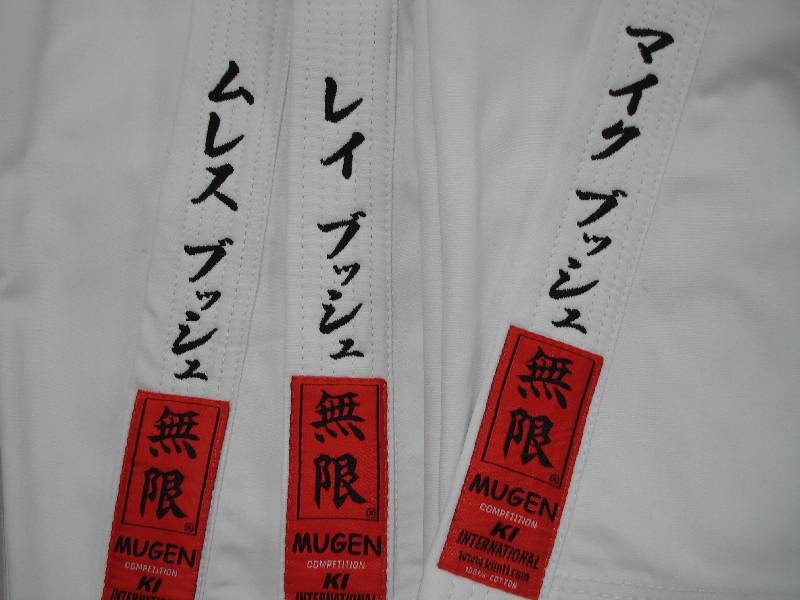 ムレス ブッシュ
無限
MUGEN
COMPETITION
KI
INTERNATIONAL
レイ ブッシュ
無限
MUGEN
COMPETITION
KI
INTERNATIONAL
マイク ブッシュ
無限
MUGEN
COMPETITION
KI
INTERNATIONAL
100% COTTON